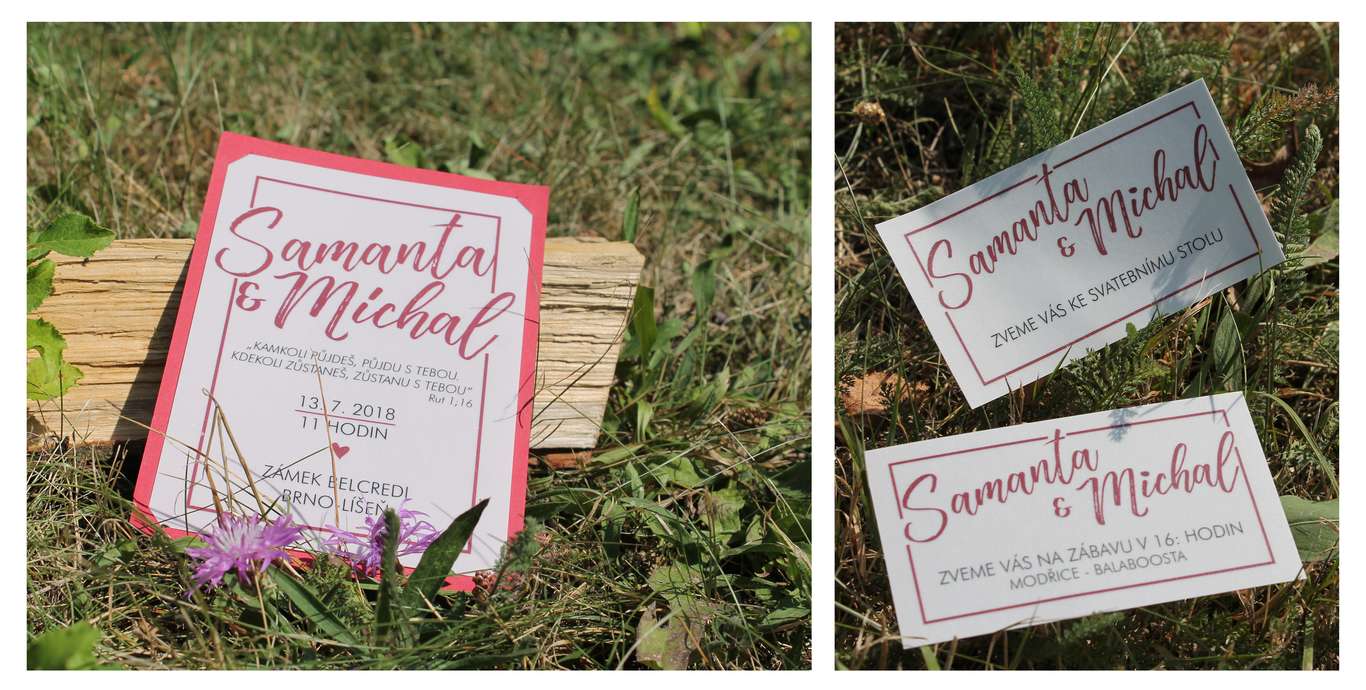 Samanta
& Michal
„KAMKOLI PŮJDEŠ, PŮJDU S TEBOU.
KDEKOLI ZŮSTANEŠ, ZŮSTANU S TEBOU“
Rut 1,16
13. 7. 2018
11 HODIN
ZÁMEK BELCREDI
BRNO-LÍŠEŇ
Samanta
& Michal
ZVEME VÁS KE SVATEBNÍMU STOLU
Samanta
& Michal
ZVEME VÁS NA ZÁBAVU V 16: HODIN
MODŘICE - BALABOOSTA